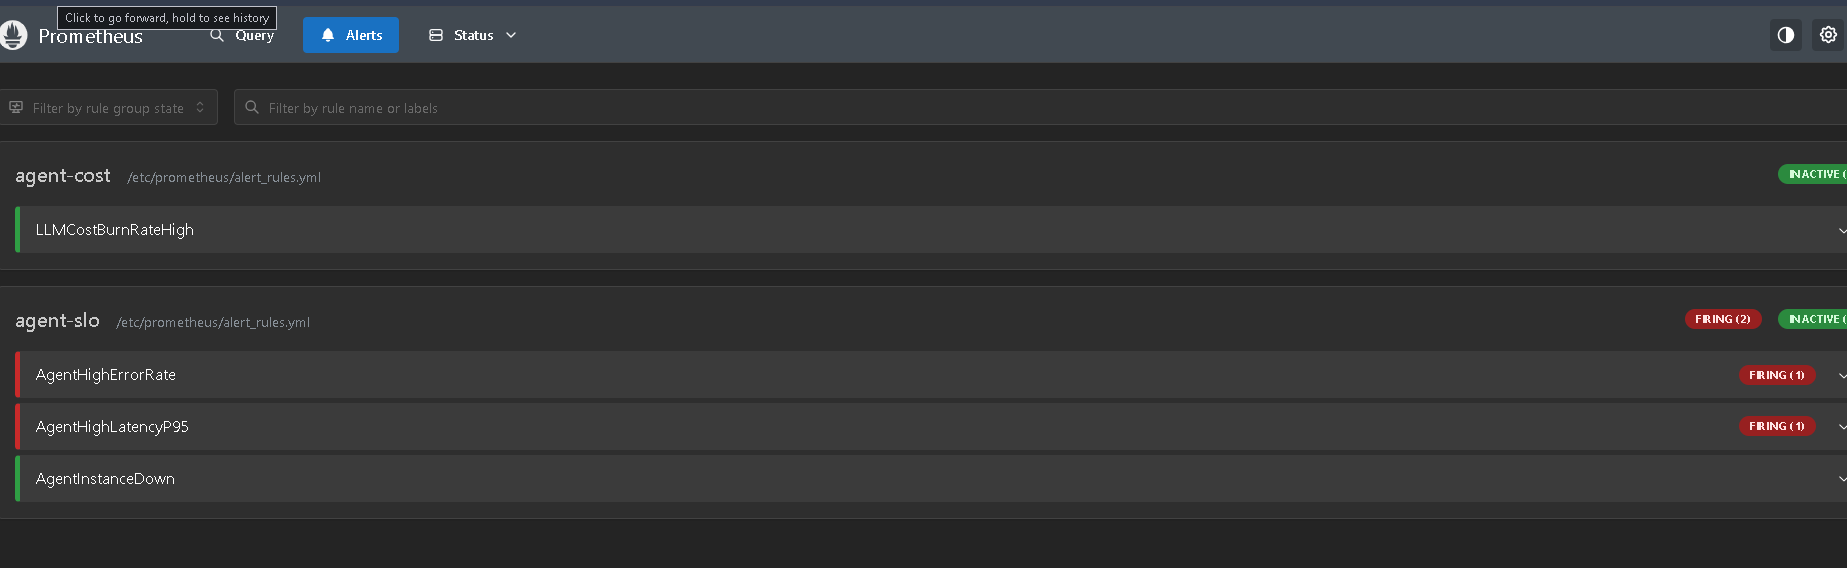 Click to go forward, hold to see history
Prometheus Query Alerts Status
Filter by rule group state Filter by rule name or labels
agent-cost /etc/prometheus/alert_rules.yml INACTIVE (
LLMCostBurnRateHigh
agent-slo /etc/prometheus/alert_rules.yml FIRING (2) INACTIVE (
AgentHighErrorRate FIRING (1)
AgentHighLatencyP95 FIRING (1)
AgentInstanceDown